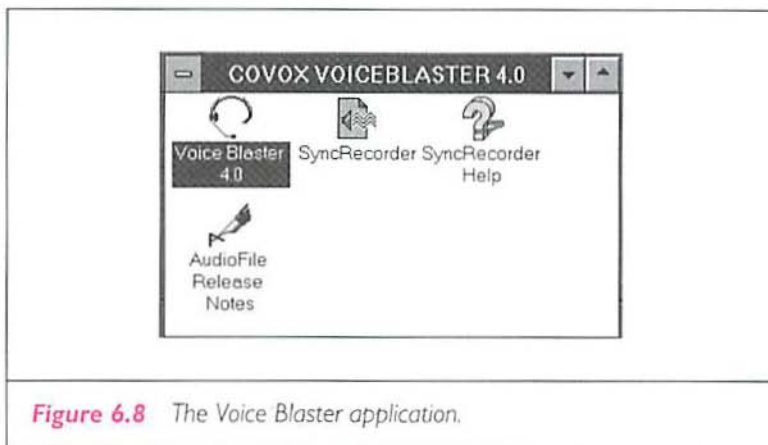 COVOX VOICEBLASTER 4.0
Voice Blaster
4.0
SyncRecorder
SyncRecorder
Help
AudioFile
Release
Notes
Figure 6.8 The Voice Blaster application.